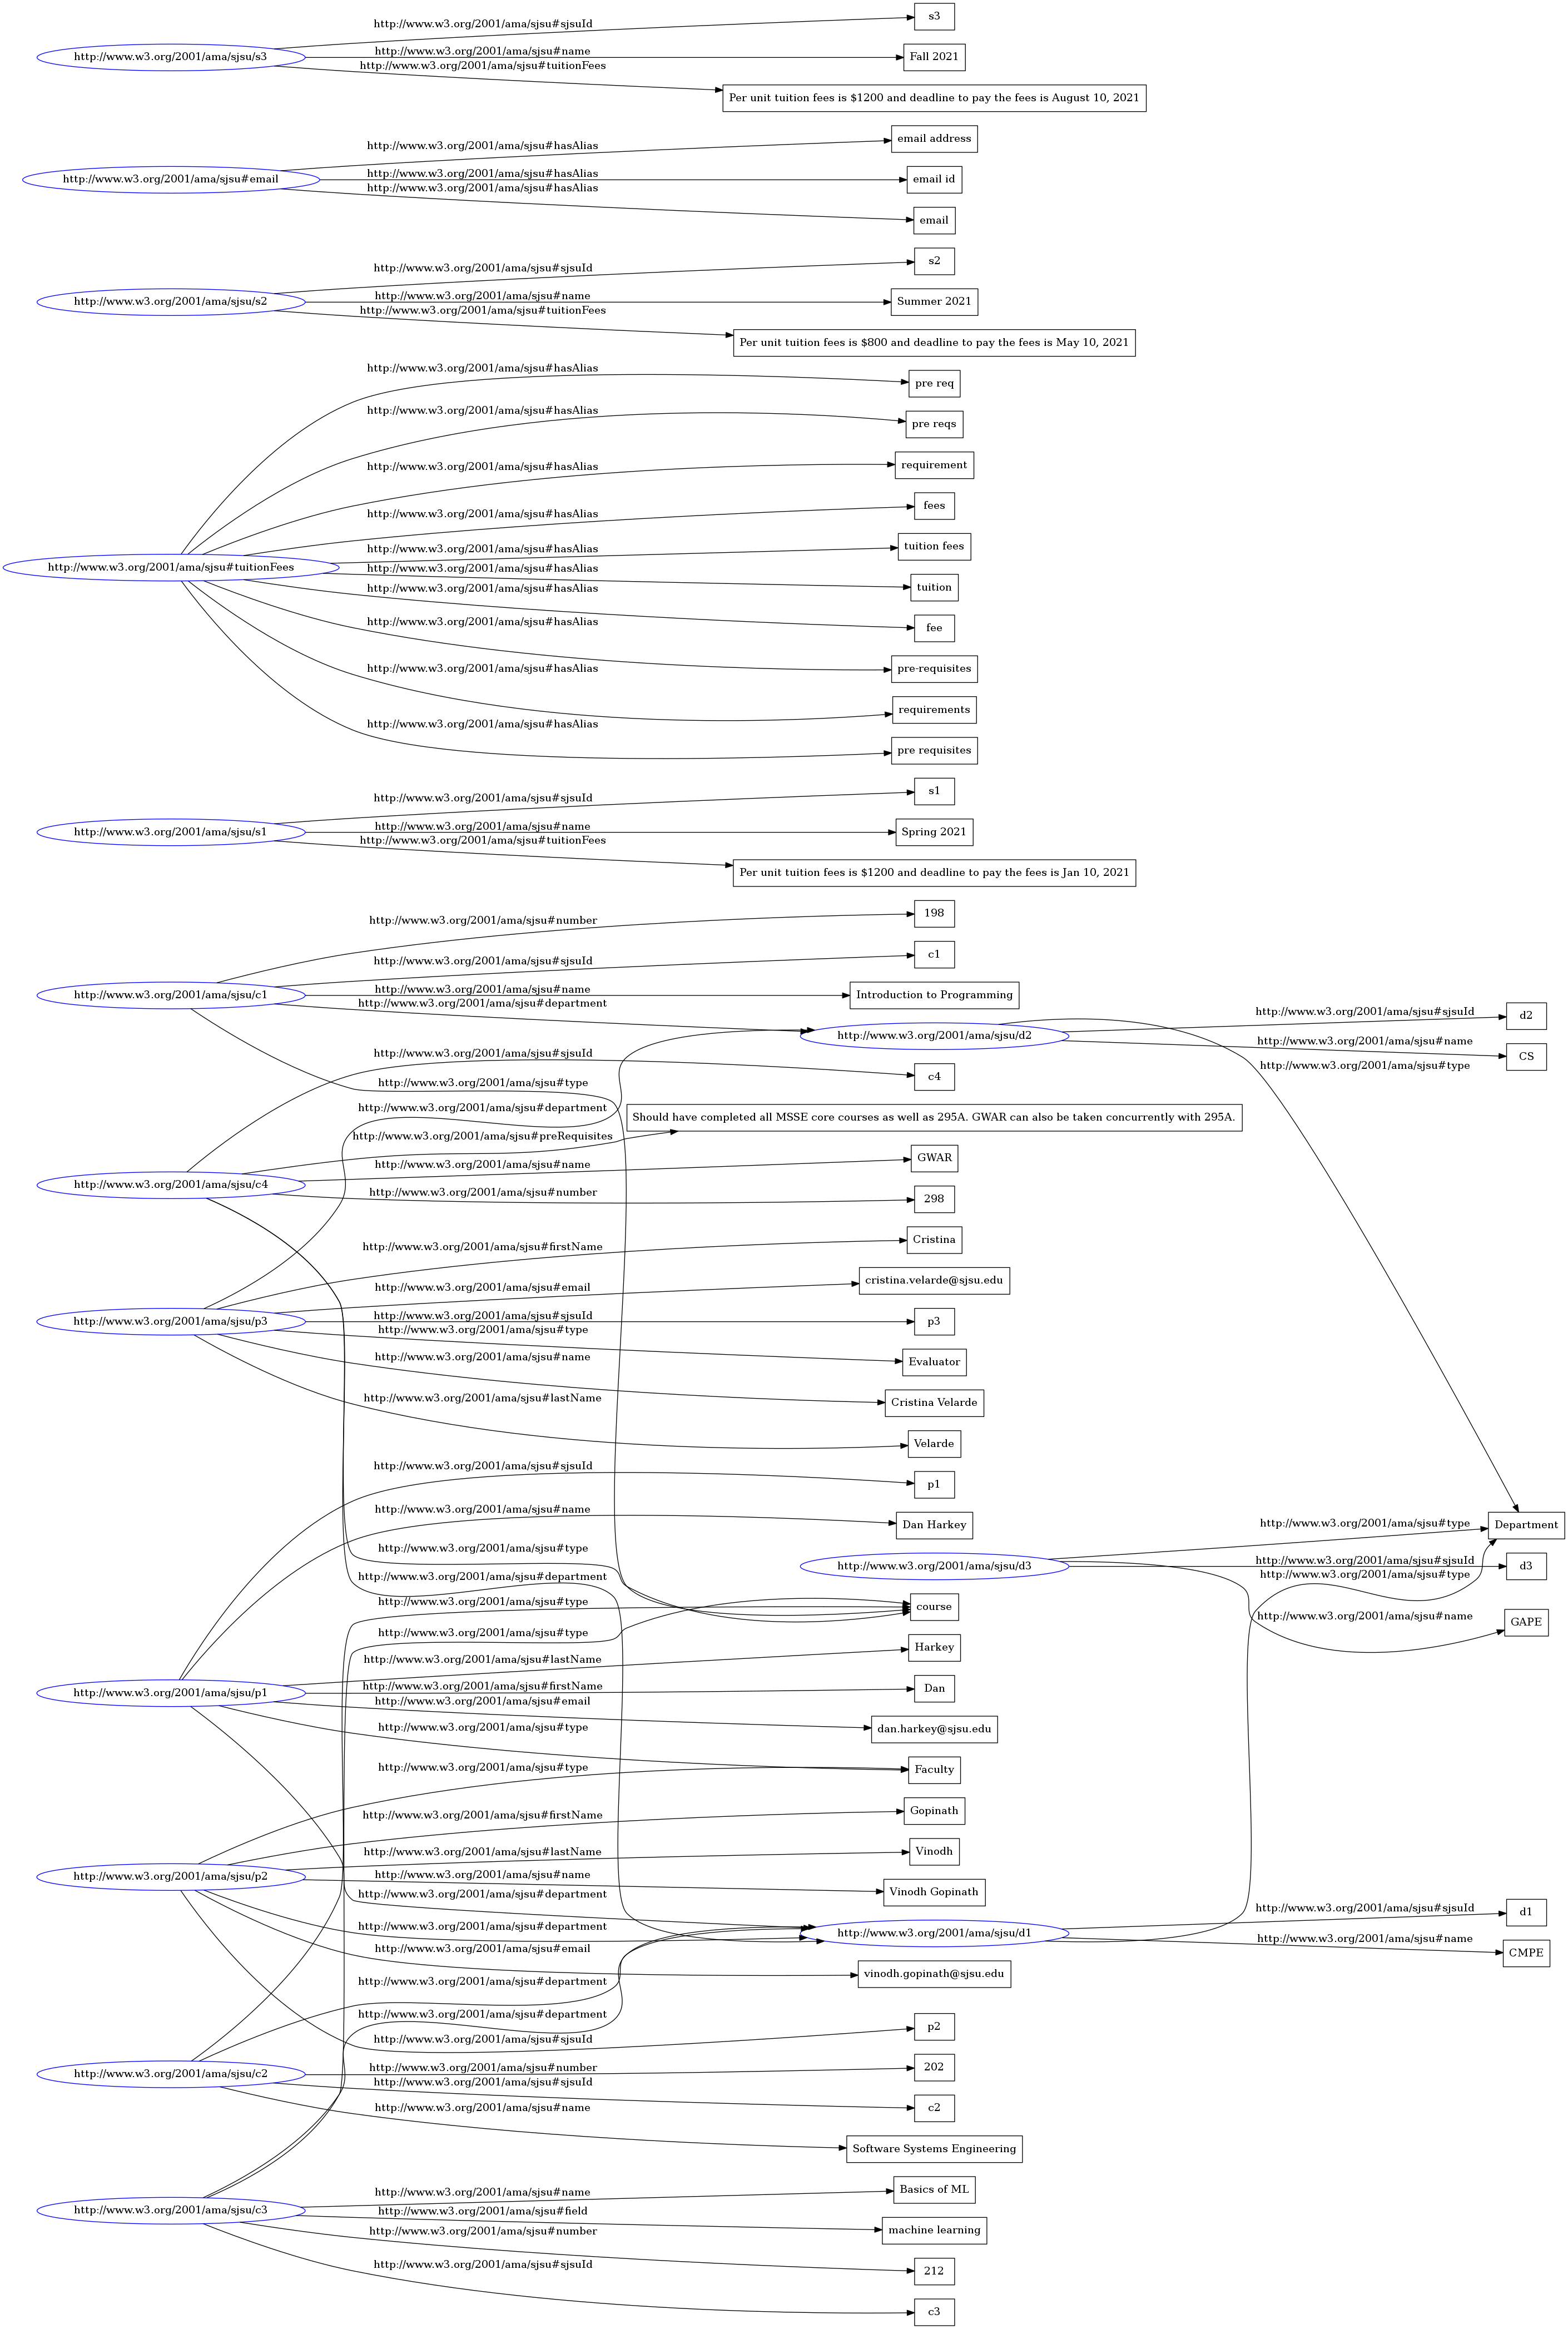 http://www.w3.org/2001/ama/sjsu#sjsuId
s3
http://www.w3.org/2001/ama/sjsu/s3
http://www.w3.org/2001/ama/sjsu#name
Fall 2021
http://www.w3.org/2001/ama/sjsu#tuitionFees
Per unit tuition fees is $1200 and deadline to pay the fees is August 10, 2021
http://www.w3.org/2001/ama/sjsu#hasAlias
email address
http://www.w3.org/2001/ama/sjsu#email
http://www.w3.org/2001/ama/sjsu#hasAlias
email id
http://www.w3.org/2001/ama/sjsu#hasAlias
email
http://www.w3.org/2001/ama/sjsu#sjsuId
s2
http://www.w3.org/2001/ama/sjsu/s2
http://www.w3.org/2001/ama/sjsu#name
Summer 2021
http://www.w3.org/2001/ama/sjsu#tuitionFees
Per unit tuition fees is $800 and deadline to pay the fees is May 10, 2021
http://www.w3.org/2001/ama/sjsu#hasAlias
pre req
http://www.w3.org/2001/ama/sjsu#hasAlias
pre reqs
http://www.w3.org/2001/ama/sjsu#hasAlias
requirement
http://www.w3.org/2001/ama/sjsu#hasAlias
fees
http://www.w3.org/2001/ama/sjsu#hasAlias
tuition fees
http://www.w3.org/2001/ama/sjsu#tuitionFees
http://www.w3.org/2001/ama/sjsu#hasAlias
tuition
http://www.w3.org/2001/ama/sjsu#hasAlias
fee
http://www.w3.org/2001/ama/sjsu#hasAlias
pre-requisites
http://www.w3.org/2001/ama/sjsu#hasAlias
requirements
http://www.w3.org/2001/ama/sjsu#hasAlias
pre requisites
http://www.w3.org/2001/ama/sjsu#sjsuId
s1
http://www.w3.org/2001/ama/sjsu/s1
http://www.w3.org/2001/ama/sjsu#name
Spring 2021
http://www.w3.org/2001/ama/sjsu#tuitionFees
Per unit tuition fees is $1200 and deadline to pay the fees is Jan 10, 2021
http://www.w3.org/2001/ama/sjsu#number
198
http://www.w3.org/2001/ama/sjsu#sjsuId
c1
http://www.w3.org/2001/ama/sjsu/c1
http://www.w3.org/2001/ama/sjsu#name
Introduction to Programming
http://www.w3.org/2001/ama/sjsu#department
http://www.w3.org/2001/ama/sjsu/d2
http://www.w3.org/2001/ama/sjsu#sjsuId
d2
http://www.w3.org/2001/ama/sjsu#name
CS
http://www.w3.org/2001/ama/sjsu#type
http://www.w3.org/2001/ama/sjsu#sjsuId
c4
http://www.w3.org/2001/ama/sjsu#type
http://www.w3.org/2001/ama/sjsu#department
Should have completed all MSSE core courses as well as 295A. GWAR can also be taken concurrently with 295A.
http://www.w3.org/2001/ama/sjsu#preRequisites
http://www.w3.org/2001/ama/sjsu#name
GWAR
http://www.w3.org/2001/ama/sjsu/c4
http://www.w3.org/2001/ama/sjsu#number
298
http://www.w3.org/2001/ama/sjsu#firstName
Cristina
http://www.w3.org/2001/ama/sjsu#email
cristina.velarde@sjsu.edu
http://www.w3.org/2001/ama/sjsu/p3
http://www.w3.org/2001/ama/sjsu#sjsuId
p3
http://www.w3.org/2001/ama/sjsu#type
Evaluator
http://www.w3.org/2001/ama/sjsu#name
Cristina Velarde
http://www.w3.org/2001/ama/sjsu#lastName
Velarde
http://www.w3.org/2001/ama/sjsu#sjsuId
p1
http://www.w3.org/2001/ama/sjsu#name
Dan Harkey
http://www.w3.org/2001/ama/sjsu#type
Department
http://www.w3.org/2001/ama/sjsu#type
http://www.w3.org/2001/ama/sjsu/d3
http://www.w3.org/2001/ama/sjsu#sjsuId
d3
http://www.w3.org/2001/ama/sjsu#type
http://www.w3.org/2001/ama/sjsu#department
http://www.w3.org/2001/ama/sjsu#type
course
http://www.w3.org/2001/ama/sjsu#name
GAPE
http://www.w3.org/2001/ama/sjsu#type
Harkey
http://www.w3.org/2001/ama/sjsu#lastName
http://www.w3.org/2001/ama/sjsu/p1
http://www.w3.org/2001/ama/sjsu#firstName
Dan
http://www.w3.org/2001/ama/sjsu#email
dan.harkey@sjsu.edu
http://www.w3.org/2001/ama/sjsu#type
Faculty
http://www.w3.org/2001/ama/sjsu#type
http://www.w3.org/2001/ama/sjsu#firstName
Gopinath
http://www.w3.org/2001/ama/sjsu#lastName
Vinodh
http://www.w3.org/2001/ama/sjsu/p2
http://www.w3.org/2001/ama/sjsu#name
Vinodh Gopinath
http://www.w3.org/2001/ama/sjsu#department
http://www.w3.org/2001/ama/sjsu#sjsuId
d1
http://www.w3.org/2001/ama/sjsu#department
http://www.w3.org/2001/ama/sjsu/d1
http://www.w3.org/2001/ama/sjsu#name
CMPE
http://www.w3.org/2001/ama/sjsu#email
vinodh.gopinath@sjsu.edu
http://www.w3.org/2001/ama/sjsu#department
http://www.w3.org/2001/ama/sjsu#department
p2
http://www.w3.org/2001/ama/sjsu#sjsuId
http://www.w3.org/2001/ama/sjsu#number
202
http://www.w3.org/2001/ama/sjsu/c2
http://www.w3.org/2001/ama/sjsu#sjsuId
c2
http://www.w3.org/2001/ama/sjsu#name
Software Systems Engineering
http://www.w3.org/2001/ama/sjsu#name
Basics of ML
http://www.w3.org/2001/ama/sjsu/c3
http://www.w3.org/2001/ama/sjsu#field
machine learning
http://www.w3.org/2001/ama/sjsu#number
212
http://www.w3.org/2001/ama/sjsu#sjsuId
c3